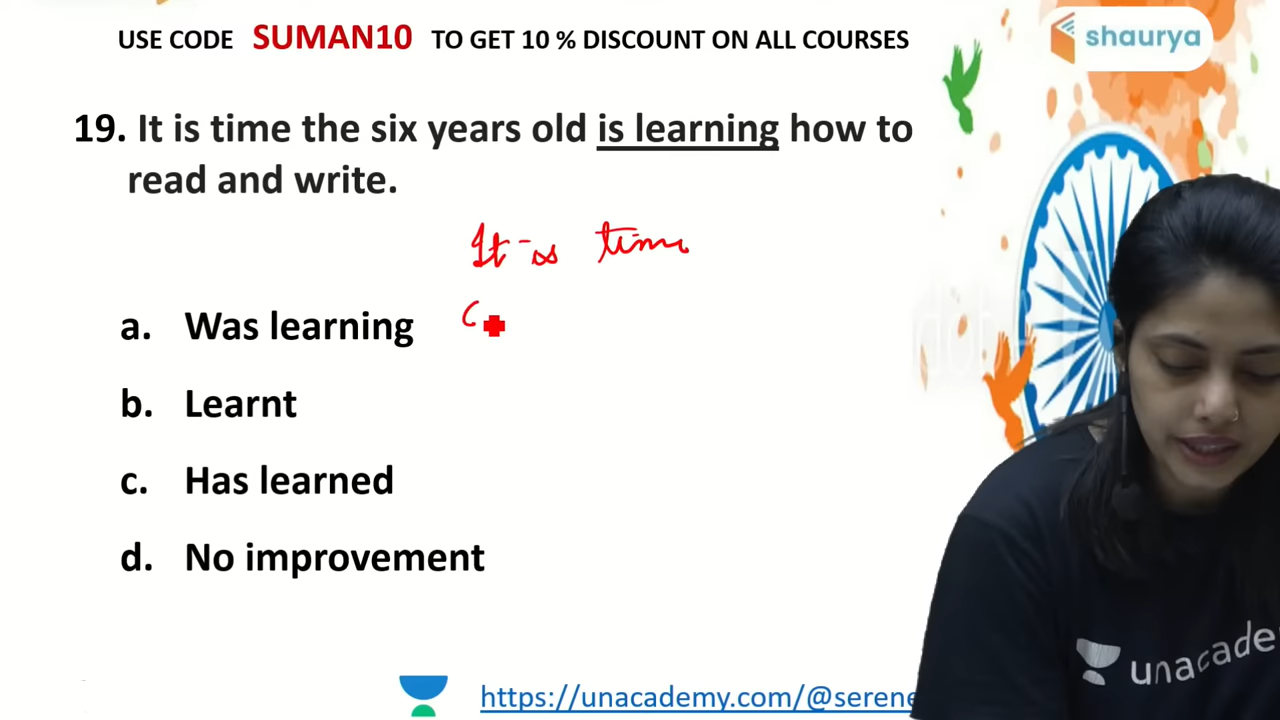 USE CODE SUMAN10 TO GET 10 % DISCOUNT ON ALL COURSES
shaurya
19. It is time the six years old is learning how to
read and write.
It is time
a. Was learning
b. Learnt
c. Has learned
d. No improvement
unacade
https://unacademy.com/@serene